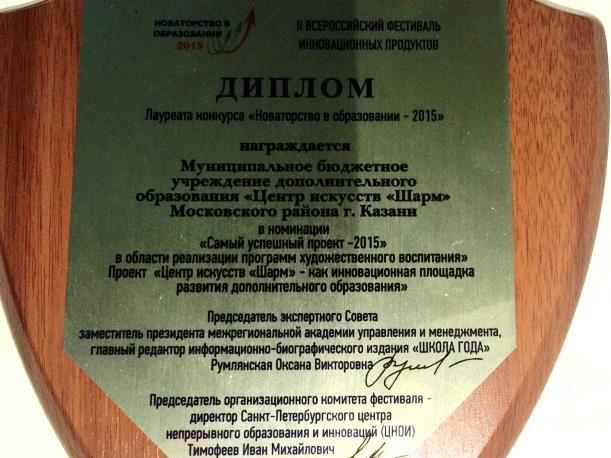 НОВАТОРСТВО В
ОБРАЗОВАНИИ
2015
II ВСЕРОССИЙСКИЙ ФЕСТИВАЛЬ
ИННОВАЦИОННЫХ ПРОДУКТОВ
ДИПЛОМ
Лауреата конкурса «Новаторство в образовании - 2015»
награждается
Муниципальное бюджетное
учреждение дополнительного
образования «Центр искусств «Шарм»
Московского района г. Казани
в номинации
«Самый успешный проект -2015»
в области реализации программ художественного воспитания»
Проект «Центр искусств «Шарм» - как инновационная площадка
развития дополнительного образования»
Председатель экспертного Совета
заместитель президента межрегиональной академии управления и менеджмента,
главный редактор информационно-биографического издания «ШКОЛА ГОДА»
Румлянская Оксана Викторовна
Председатель организационного комитета фестиваля -
директор Санкт-Петербургского центра
непрерывного образования и инноваций (ЦНОИ)
Тимофеев Иван Михайлович